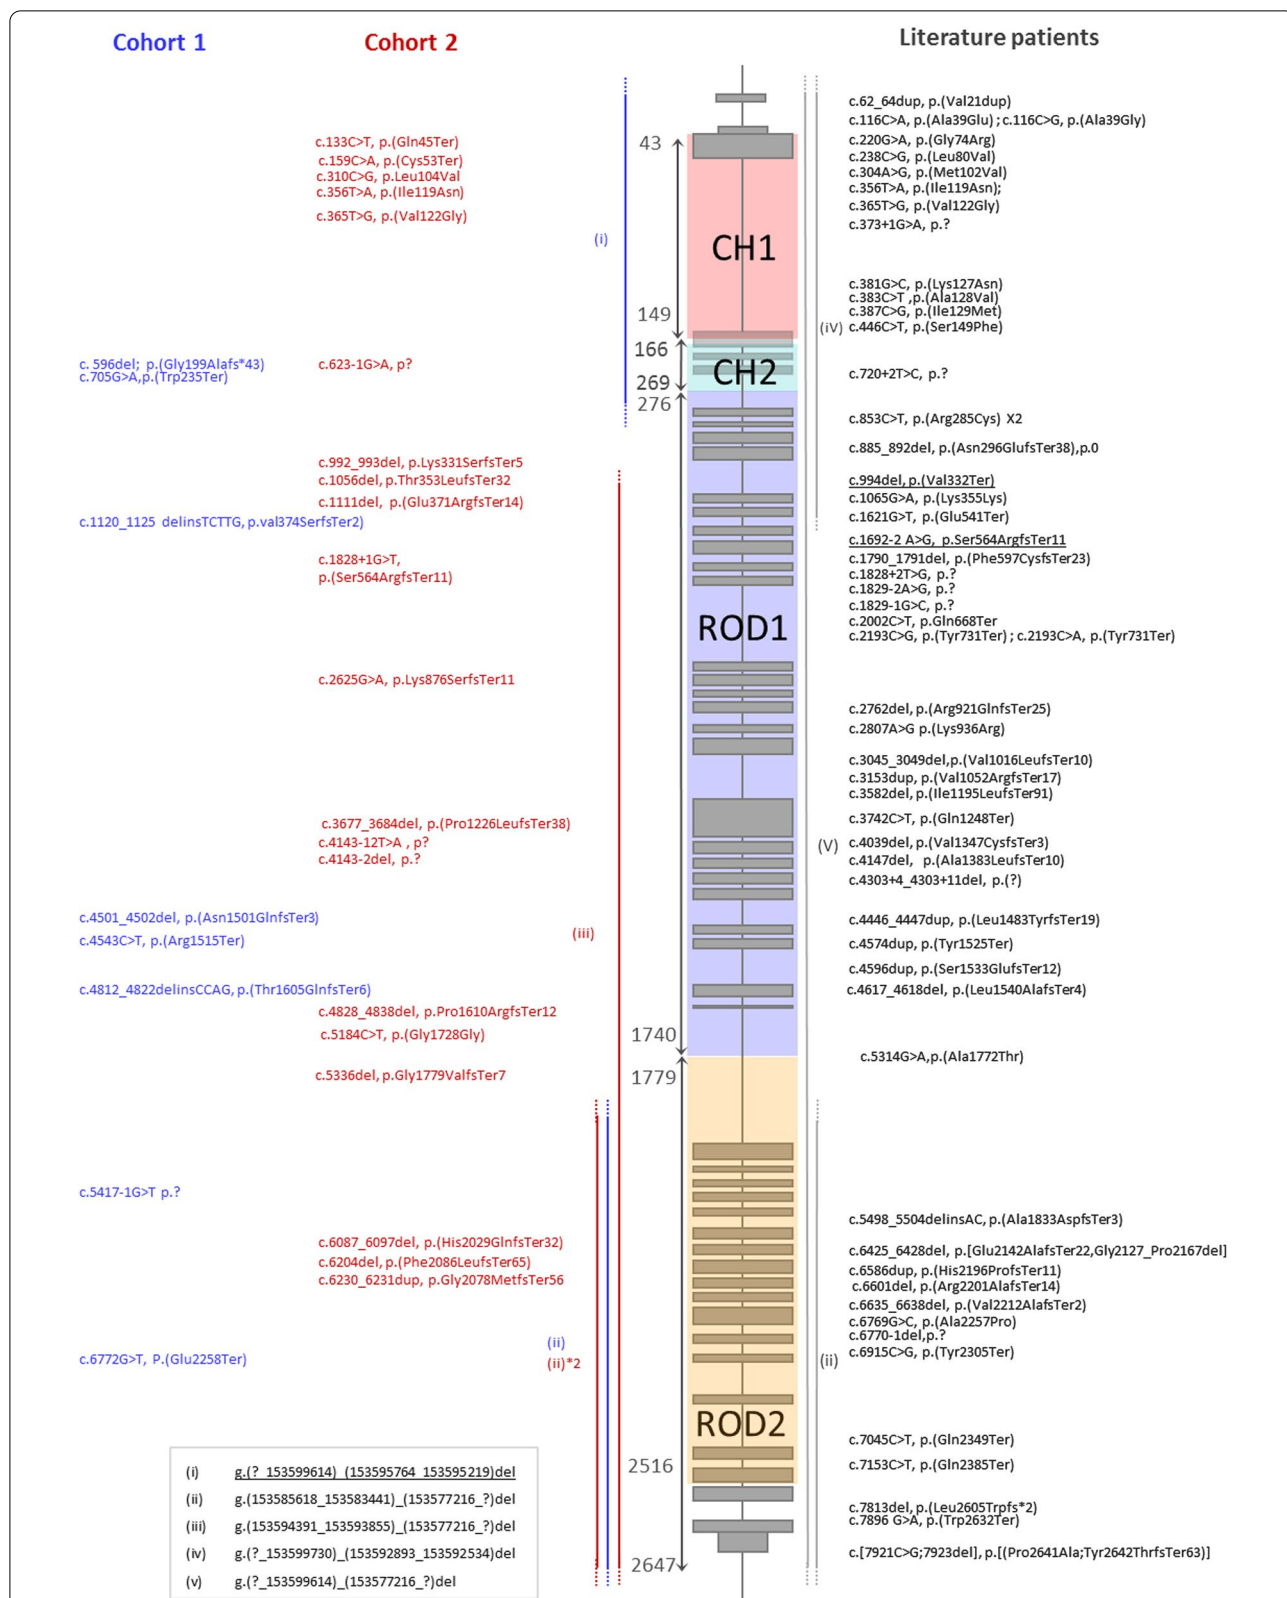 Cohort 1
Cohort 2
Literature patients
c.62_64dup, p.(Val21dup)
c.116C>A, p.(Ala39Glu) ; c.116C>G, p.(Ala39Gly)
c.133C>T, p.(Gln45Ter)
43
c.220G>A, p.(Gly74Arg)
c.159C>A, p.(Cys53Ter)
c.238C>G, p.(Leu80Val)
c.310C>G, p.Leu104Val
c.304A>G, p.(Met102Val)
c.356T>A, p.(Ile119Asn)
c.356T>A, p.(Ile119Asn);
c.365T>G, p.(Val122Gly)
c.365T>G, p.(Val122Gly)
c.373+1G>A, p.?
(i)
CH1
c.381G>C, p.(Lys127Asn)
c.383C>T ,p.(Ala128Val)
c.387C>G, p.(Ile129Met)
149
(iV)
c.446C>T, p.(Ser149Phe)
166
c. 596del; p.(Gly199Alafs*43)
c.623-1G>A, p?
c.705G>A,p.(Trp235Ter)
CH2
c.720+2T>C, p.?
269
276
c.853C>T, p.(Arg285Cys) X2
c.885_892del, p.(Asn296GlufsTer38),p.0
c.992_993del, p.Lys331SerfsTer5
c.1056del, p.Thr353LeufsTer32
c.994del, p.(Val332Ter)
c.1111del, p.(Glu371ArgfsTer14)
c.1065G>A, p.(Lys355Lys)
c.1120_1125 delinsTCTTG, p.val374SerfsTer2)
c.1621G>T, p.(Glu541Ter)
c.1692-2 A>G, p.Ser564ArgfsTer11
c.1828+1G>T,
p.(Ser564ArgfsTer11)
c.1790_1791del, p.(Phe597CysfsTer23)
c.1828+2T>G, p.?
c.1829-2A>G, p.?
c.1829-1G>C, p.?
c.2002C>T, p.Gln668Ter
ROD1
c.2193C>G, p.(Tyr731Ter) ; c.2193C>A, p.(Tyr731Ter)
c.2625G>A, p.Lys876SerfsTer11
c.2762del, p.(Arg921GlnfsTer25)
c.2807A>G p.(Lys936Arg)
c.3045_3049del,p.(Val1016LeufsTer10)
c.3153dup, p.(Val1052ArgfsTer17)
c.3582del, p.(Ile1195LeufsTer91)
c.3677_3684del, p.(Pro1226LeufsTer38)
c.3742C>T, p.(Gln1248Ter)
c.4143-12T>A , p?
c.4143-2del, p.?
(V)
c.4039del, p.(Val1347CysfsTer3)
c.4147del, p.(Ala1383LeufsTer10)
c.4303+4_4303+11del, p.(?)
c.4501_4502del, p.(Asn1501GlnfsTer3)
c.4446_4447dup, p.(Leu1483TyrfsTer19)
c.4543C>T, p.(Arg1515Ter)
(iii)
c.4574dup, p.(Tyr1525Ter)
c.4596dup, p.(Ser1533GlufsTer12)
c.4812_4822delinsCCAG, p.(Thr1605GlnfsTer6)
c.4617_4618del, p.(Leu1540AlafsTer4)
c.4828_4838del, p.Pro1610ArgfsTer12
c.5184C>T, p.(Gly1728Gly)
1740
c.5314G>A,p.(Ala1772Thr)
c.5336del, p.Gly1779ValfsTer7
1779
c.5417-1G>T p.?
c.5498_5504delinsAC, p.(Ala1833AspfsTer3)
c.6087_6097del, p.(His2029GlnfsTer32)
c.6425_6428del, p.[Glu2142AlafsTer22,Gly2127_Pro2167del]
c.6204del, p.(Phe2086LeufsTer65)
c.6586dup, p.(His2196ProfsTer11)
c.6230_6231dup, p.Gly2078MetfsTer56
c.6601del, p.(Arg2201AlafsTer14)
c.6635_6638del, p.(Val2212AlafsTer2)
c.6769G>C, p.(Ala2257Pro)
c.6770-1del,p.?
(ii)
c.6772G>T, P.(Glu2258Ter)
(ii)*2
(ii)
c.6915C>G, p.(Tyr2305Ter)
ROD2
c.7045C>T, p.(Gln2349Ter)
2516
c.7153C>T, p.(Gln2385Ter)
c.7813del, p.(Leu2605Trpfs*2)
c.7896 G>A, p.(Trp2632Ter)
2647
c.[7921C>G;7923del], p.[(Pro2641Ala;Tyr2642ThrfsTer63)]
(i) g.(?_153599614)_(153595764_153595219)del
(ii) g.(153585618_153583441)_(153577216_?)del
(iii) g.(153594391_153593855)_(153577216_?)del
(iv) g.(?_153599730)_(153592893_153592534)del
(v) g.(?_153599614)_(153577216_?)del